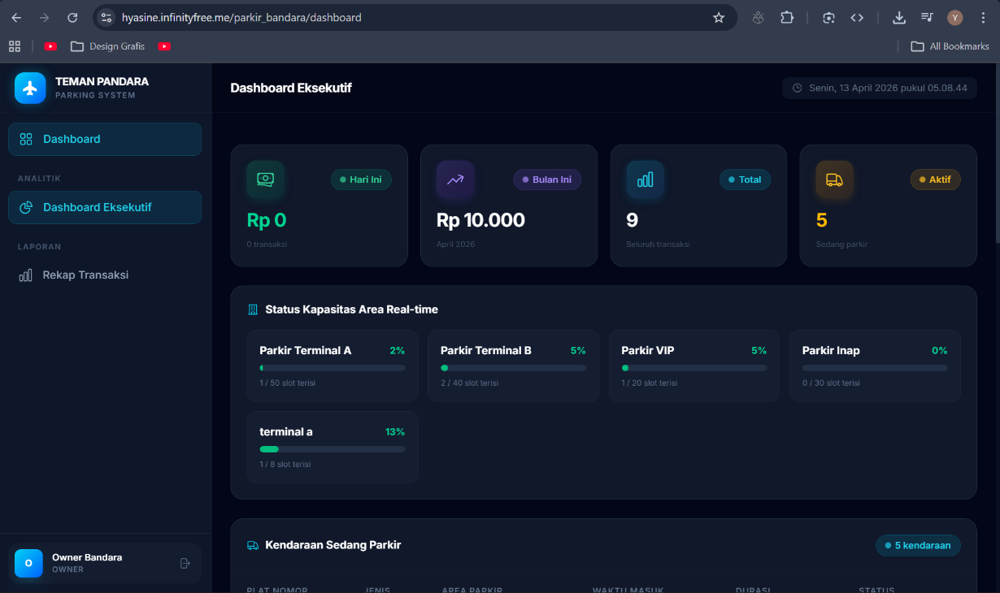 hyasine.infinityfree.me/parkir_bandara/dashboard
Y
Design Grafis
All Bookmarks
TEMAN PANDARA
PARKING SYSTEM
Dashboard Eksekutif
Senin, 13 April 2026 pukul 05.08.44
Dashboard
ANALITIK
Dashboard Eksekutif
LAPORAN
Rekap Transaksi
Hari Ini
Rp 0
0 transaksi
Bulan Ini
Rp 10.000
April 2026
Total
9
Seluruh transaksi
Aktif
5
Sedang parkir
Status Kapasitas Area Real-time
Parkir Terminal A 2%
1 / 50 slot terisi
Parkir Terminal B 5%
2 / 40 slot terisi
Parkir VIP 5%
1 / 20 slot terisi
Parkir Inap 0%
0 / 30 slot terisi
terminal a 13%
1 / 8 slot terisi
Kendaraan Sedang Parkir
5 kendaraan
PLAT NOMOR JENIS AREA PARKIR WAKTU MASUK DURASI STATUS
O
Owner Bandara
OWNER